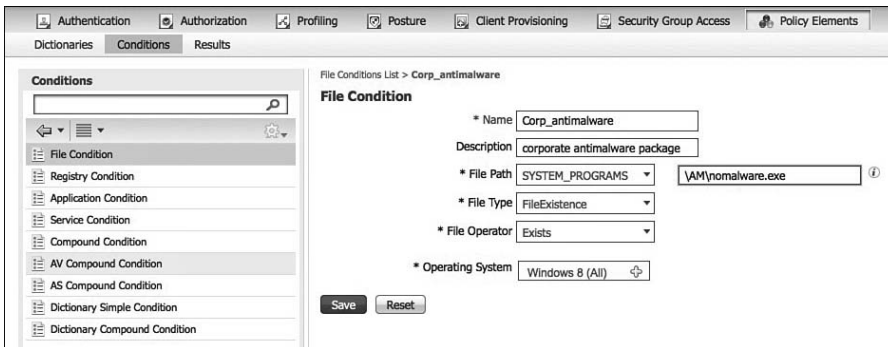 Authentication Authorization Profiling Posture Client Provisioning Security Group Access Policy Elements
Dictionaries Conditions Results
Conditions
File Condition
Registry Condition
Application Condition
Service Condition
Compound Condition
AV Compound Condition
AS Compound Condition
Dictionary Simple Condition
Dictionary Compound Condition
File Conditions List > Corp_antimalware
File Condition
* Name Corp_antimalware
Description corporate antimalware package
* File Path SYSTEM_PROGRAMS \AM\nomalware.exe i
* File Type FileExistence
* File Operator Exists
* Operating System Windows 8 (All)
Save Reset